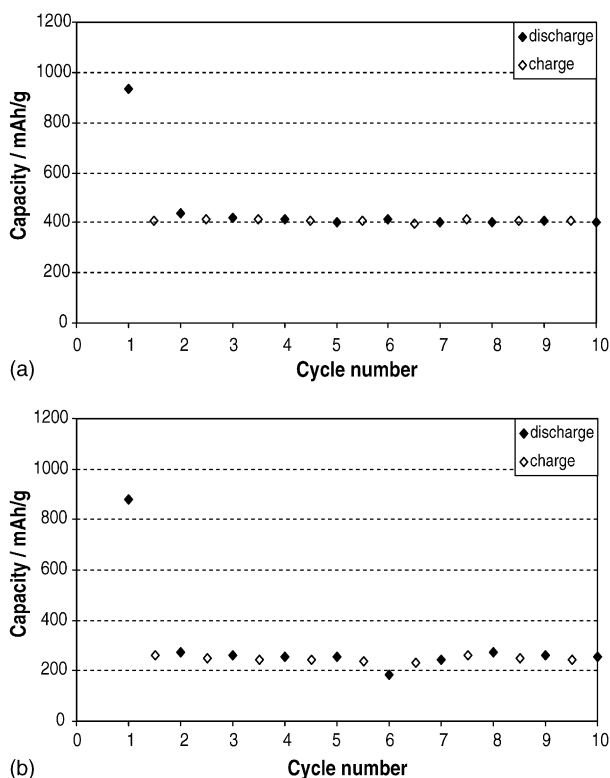 1200
1000
800
600
400
200
0
Capacity / mAh/g
discharge
charge
0 1 2 3 4 5 6 7 8 9 10
Cycle number
(a)
1200
1000
800
600
400
200
0
Capacity / mAh/g
discharge
charge
0 1 2 3 4 5 6 7 8 9 10
Cycle number
(b)